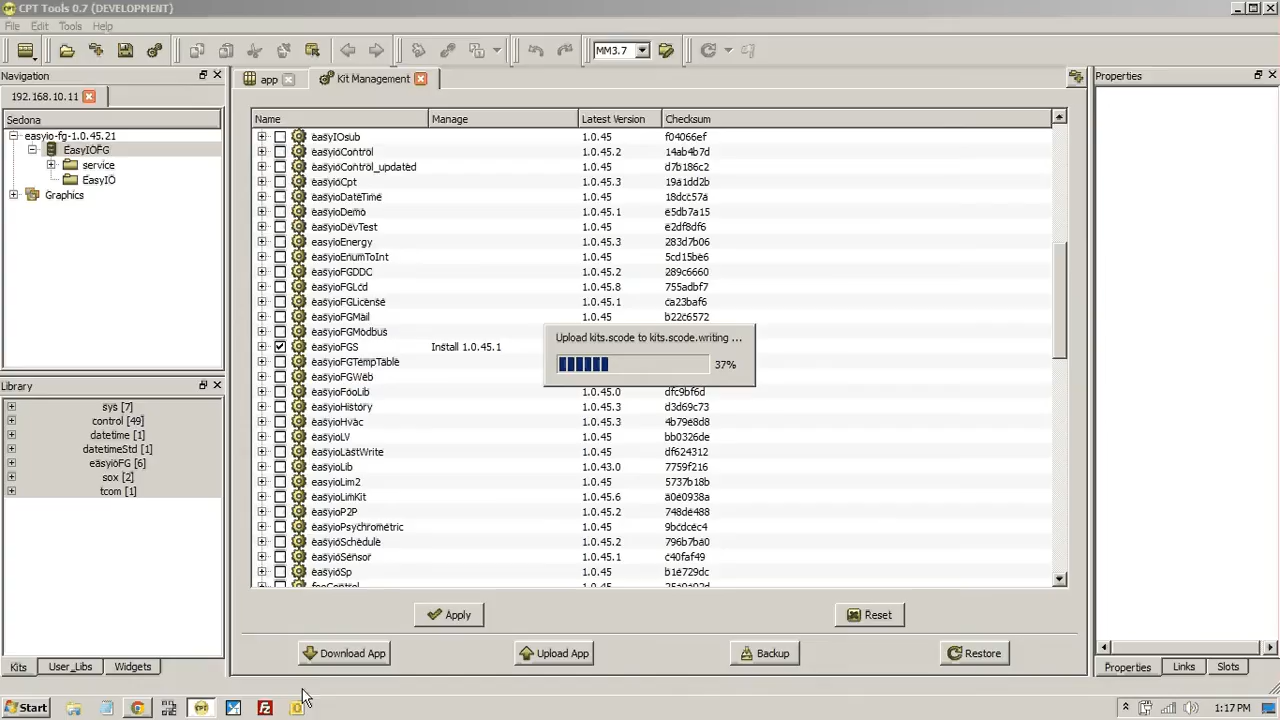 CPT Tools 0.7 (DEVELOPMENT)
File Edit Tools Help
MM3.7
Navigation
192.168.10.11
Sedona
easyio-fg-1.0.45.21
EasyIOFG
service
EasyIO
Graphics
Library
sys [7]
control [49]
datetime [1]
datetimeStd [1]
easyioFG [6]
sox [2]
tcom [1]
Kits User_Libs Widgets
app Kit Management
Name Manage Latest Version Checksum
easyIOsub 1.0.45 f04066ef
easyioControl 1.0.45.2 14ab4b7d
easyioControl_updated 1.0.45 d7b186c2
easyioCpt 1.0.45.3 19a1dd2b
easyioDateTime 1.0.45 18dcc57a
easyioDemo 1.0.45.1 e5db7a15
easyioDevTest 1.0.45 e2df8df6
easyioEnergy 1.0.45.3 283d7b06
easyioEnumToInt 1.0.45 5cd15be6
easyioFGDDC 1.0.45.2 289c6660
easyioFGLcd 1.0.45.8 755adbf7
easyioFGLicense 1.0.45.1 ca23baf6
easyioFGMail 1.0.45 b22c6572
easyioFGModbus
easyioFGS Install 1.0.45.1
easyioFGTempTable
easyioFGWeb
easyioFooLib 1.0.45.0 dfc9bf6d
easyioHistory 1.0.45.3 d3d69c73
easyioHvac 1.0.45.3 4b79e8d8
easyioLV 1.0.45 bb0326de
easyioLastWrite 1.0.45 df624312
easyioLib 1.0.43.0 7759f216
easyioLim2 1.0.45 5737b18b
easyioLimKit 1.0.45.6 a0e0938a
easyioP2P 1.0.45.2 748de488
easyioPsychrometric 1.0.45 9bcdcec4
easyioSchedule 1.0.45.2 796b7ba0
easyioSensor 1.0.45.1 c40faf49
easyioSp 1.0.45 b1e729dc
Upload kits.scode to kits.scode.writing ...
37%
Apply Reset
Download App Upload App Backup Restore
Properties
Properties Links Slots
Start
1:17 PM